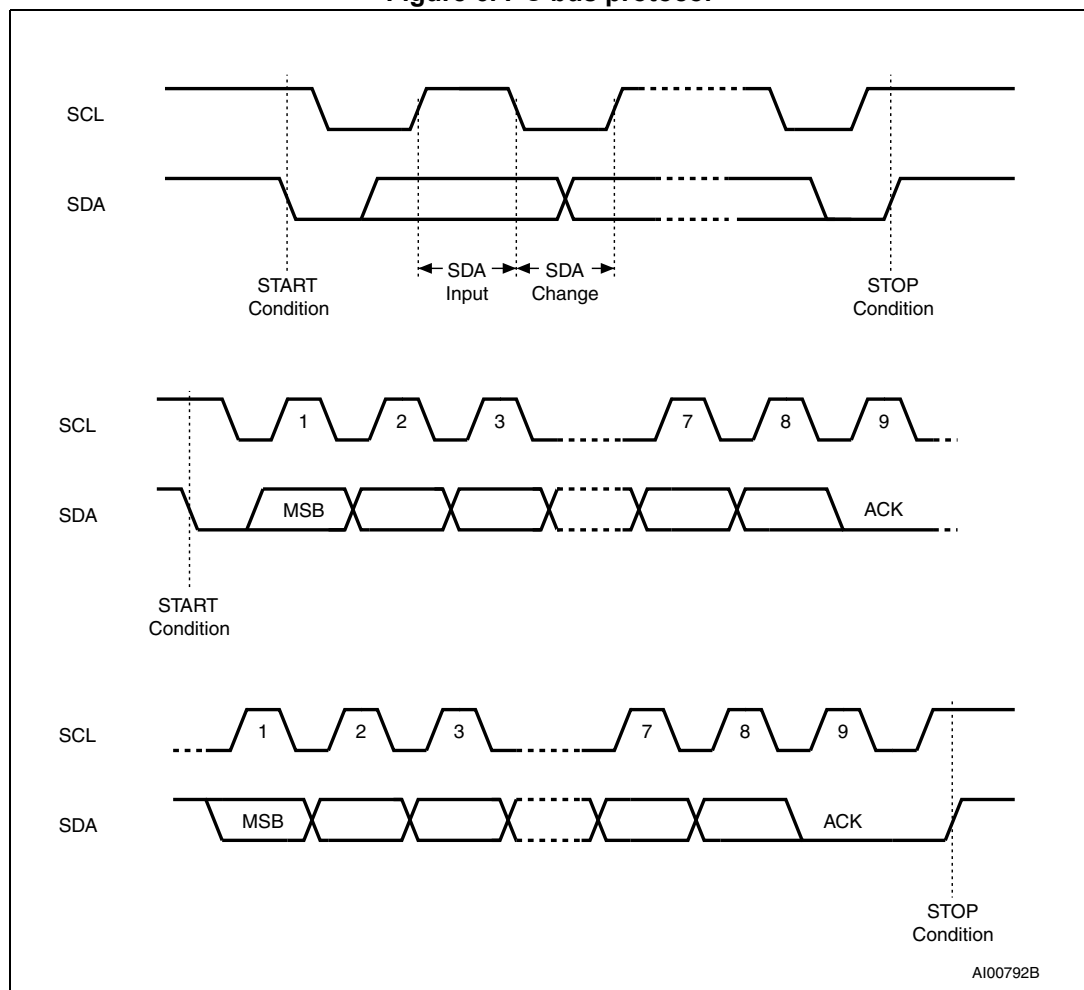 SCL
SDA
START
Condition
SDA
Input
SDA
Change
STOP
Condition
SCL
1 2 3 7 8 9
SDA
MSB ACK
START
Condition
SCL
1 2 3 7 8 9
SDA
MSB ACK
STOP
Condition
AI00792B